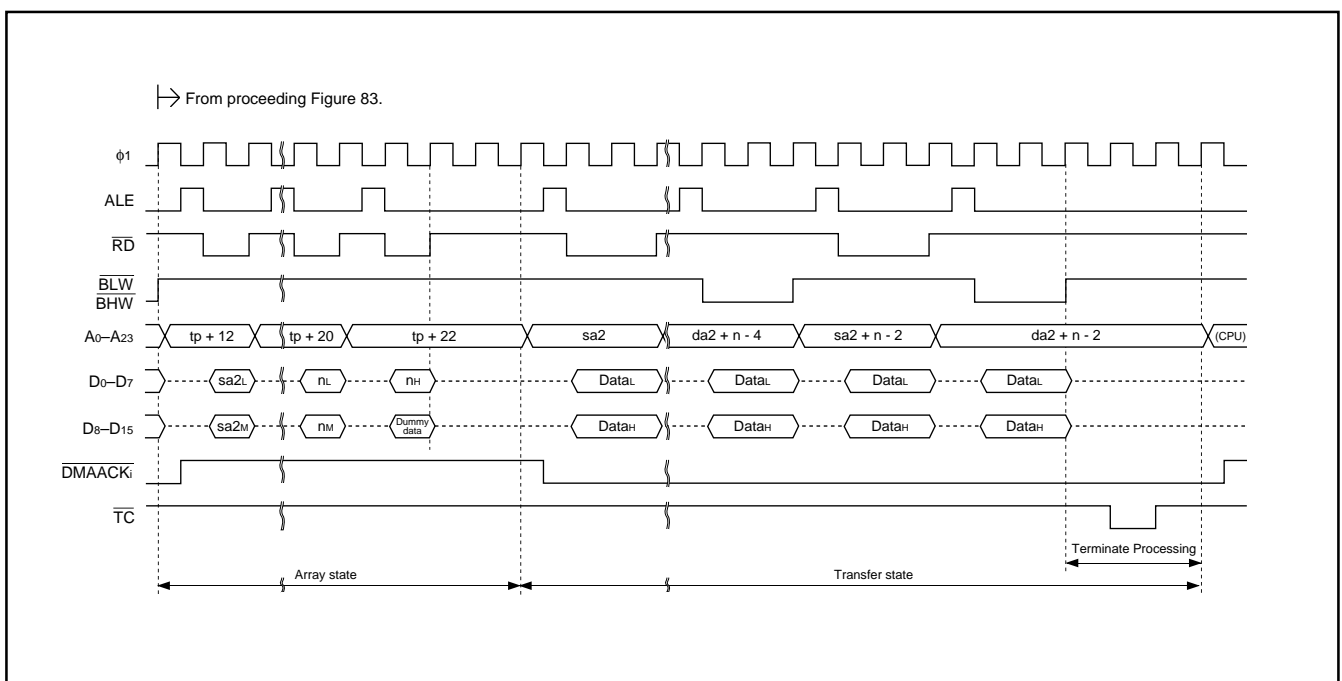 From proceeding Figure 83.
ϕ1
ALE
RD
BLW
BHW
A0–A23 tp + 12 tp + 20 tp + 22 sa2 da2 + n - 4 sa2 + n - 2 da2 + n - 2 (CPU)
D0–D7 sa2L nL nH DataL DataL DataL DataL
D8–D15 sa2M nM Dummy data DataH DataH DataH DataH
DMAACKi
TC
Terminate Processing
Array state Transfer state